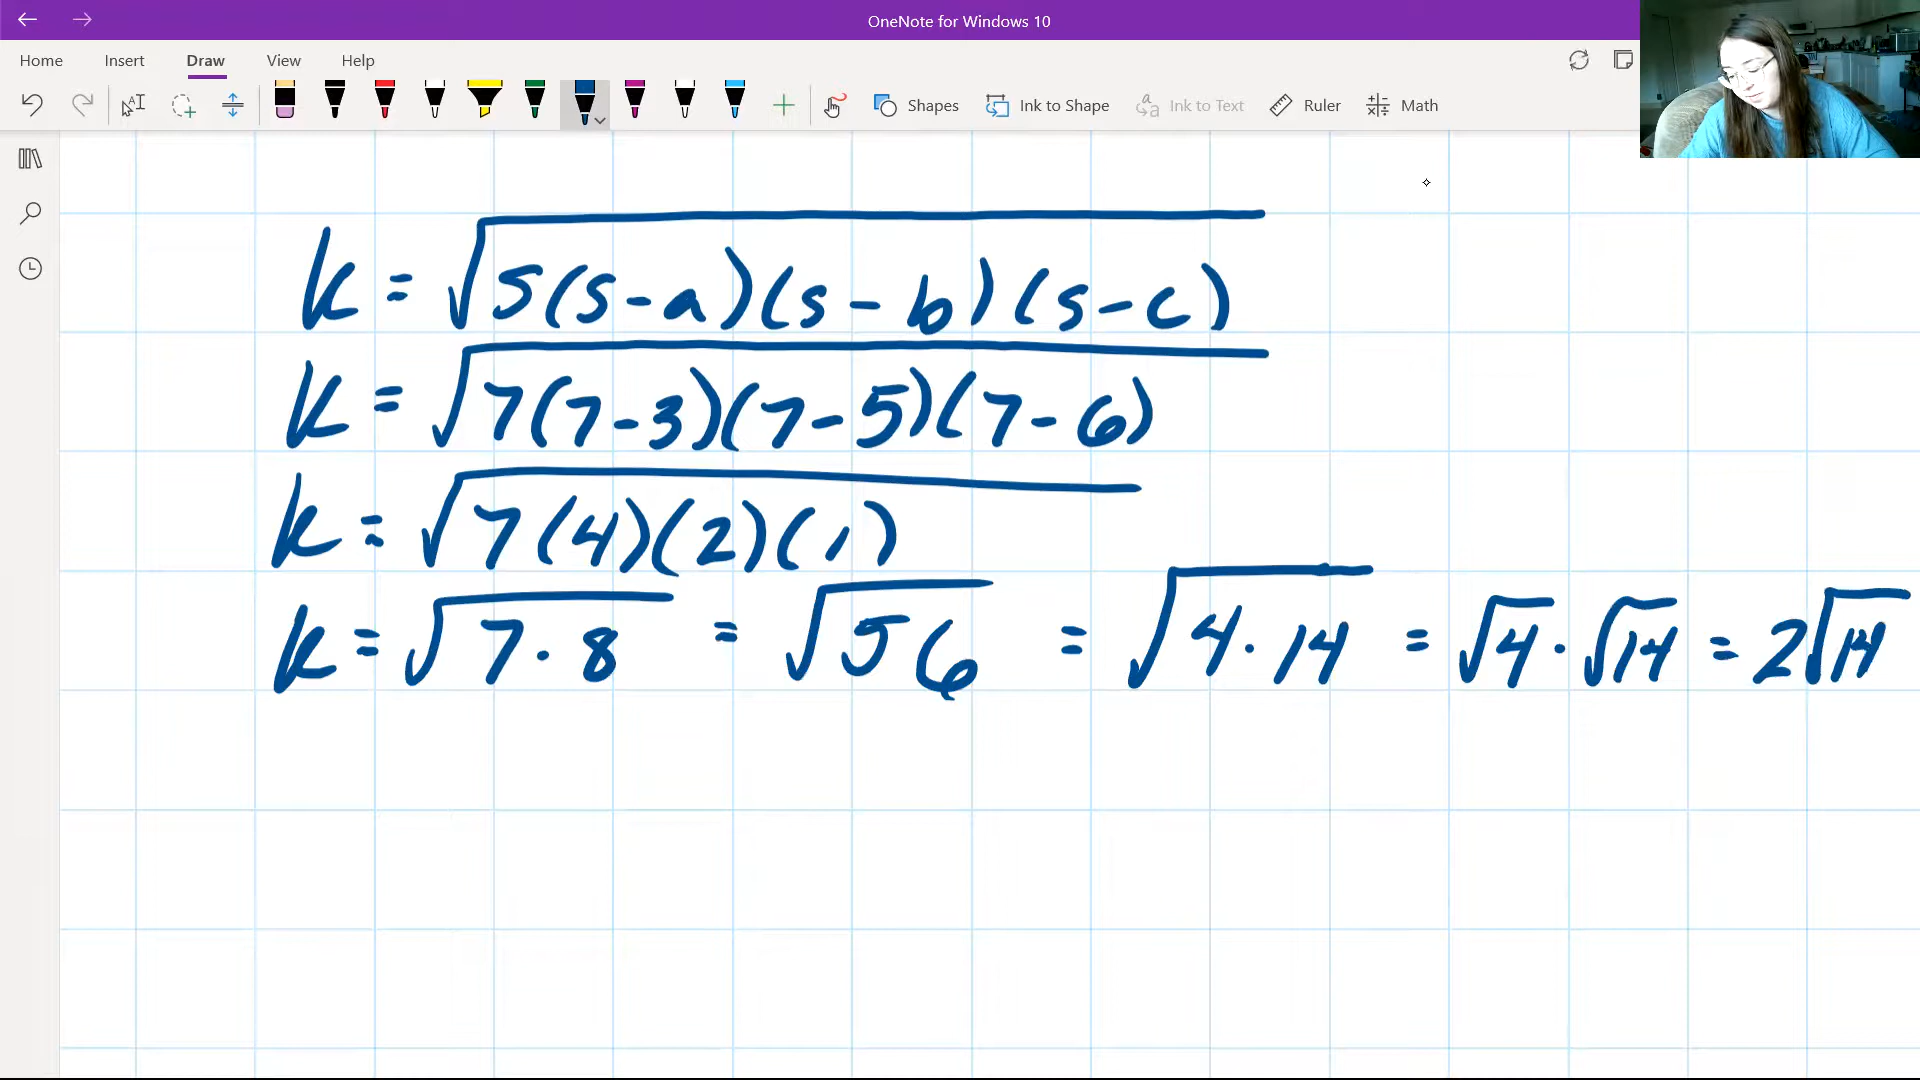 OneNote for Windows 10
Home Insert Draw View Help
Shapes Ink to Shape Ink to Text Ruler Math
k = √s(s-a)(s-b)(s-c)
k = √7(7-3)(7-5)(7-6)
k = √7(4)(2)(1)
k = √7·8 = √56 = √4·14 = √4·√14 = 2√14